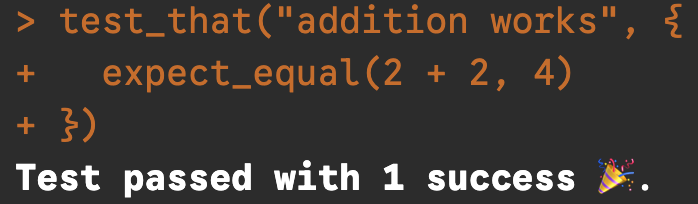 > test_that("addition works", {
+   expect_equal(2 + 2, 4)
+ })
Test passed with 1 success 🎉.